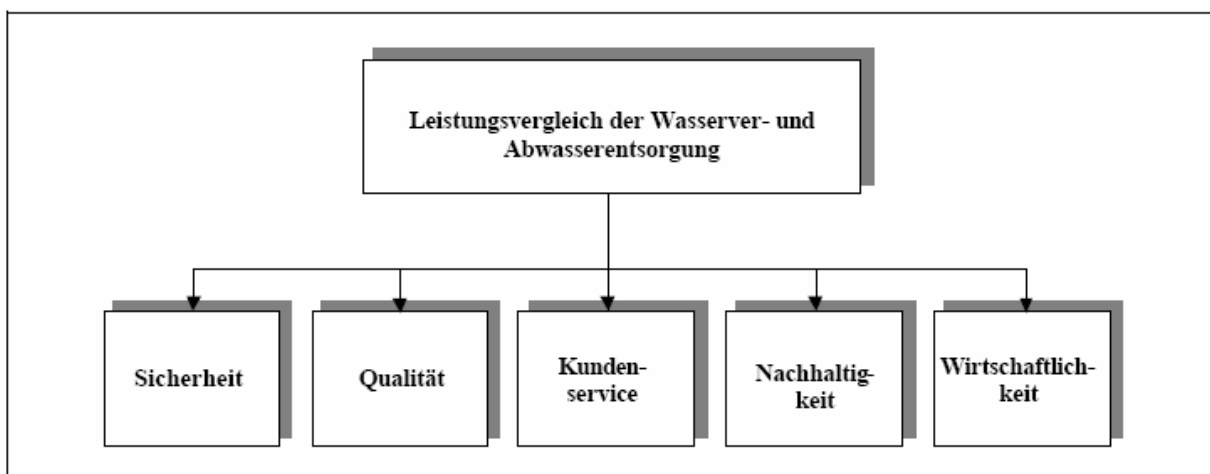 Leistungsvergleich der Wasserver- und
Abwasserentsorgung
Sicherheit
Qualität
Kunden-
service
Nachhaltig-
keit
Wirtschaftlich-
keit